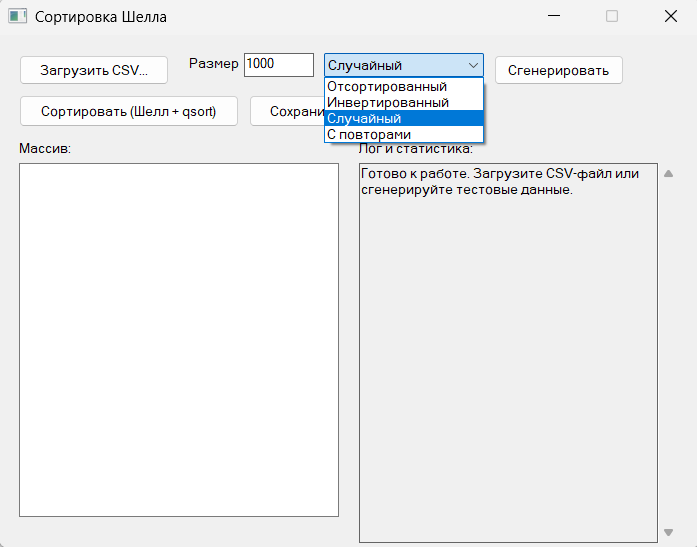 Сортировка Шелла
Загрузить CSV...
Размер
1000
Случайный
Сгенерировать
Отсортированный
Инвертированный
Случайный
С повторами
Сортировать (Шелл + qsort)
Массив:
Лог и статистика:
Готово к работе. Загрузите CSV-файл или
сгенерируйте тестовые данные.